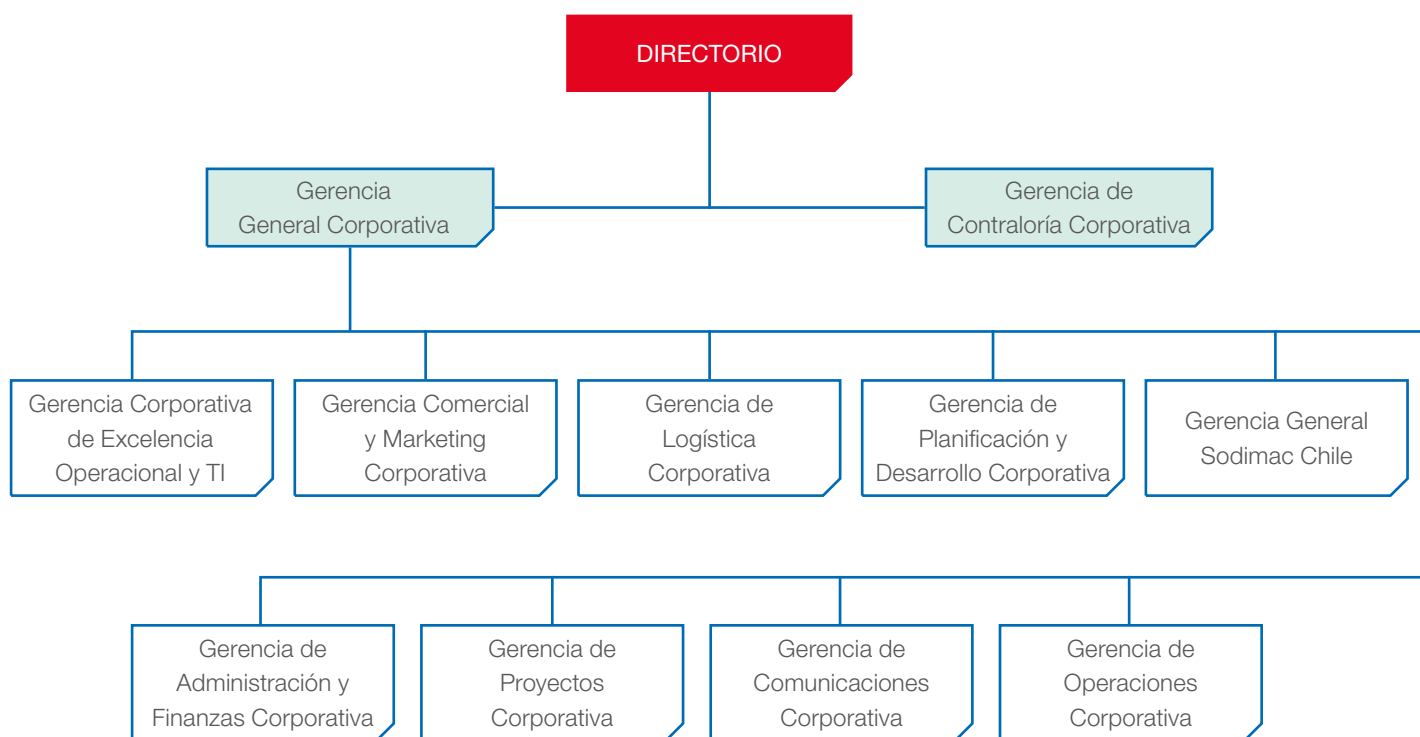 DIRECTORIO
Gerencia
General Corporativa
Gerencia de
Contraloría Corporativa
Gerencia Corporativa
de Excelencia
Operacional y TI
Gerencia Comercial
y Marketing
Corporativa
Gerencia de
Logística
Corporativa
Gerencia de
Planificación y
Desarrollo Corporativa
Gerencia General
Sodimac Chile
Gerencia de
Administración y
Finanzas Corporativa
Gerencia de
Proyectos
Corporativa
Gerencia de
Comunicaciones
Corporativa
Gerencia de
Operaciones
Corporativa